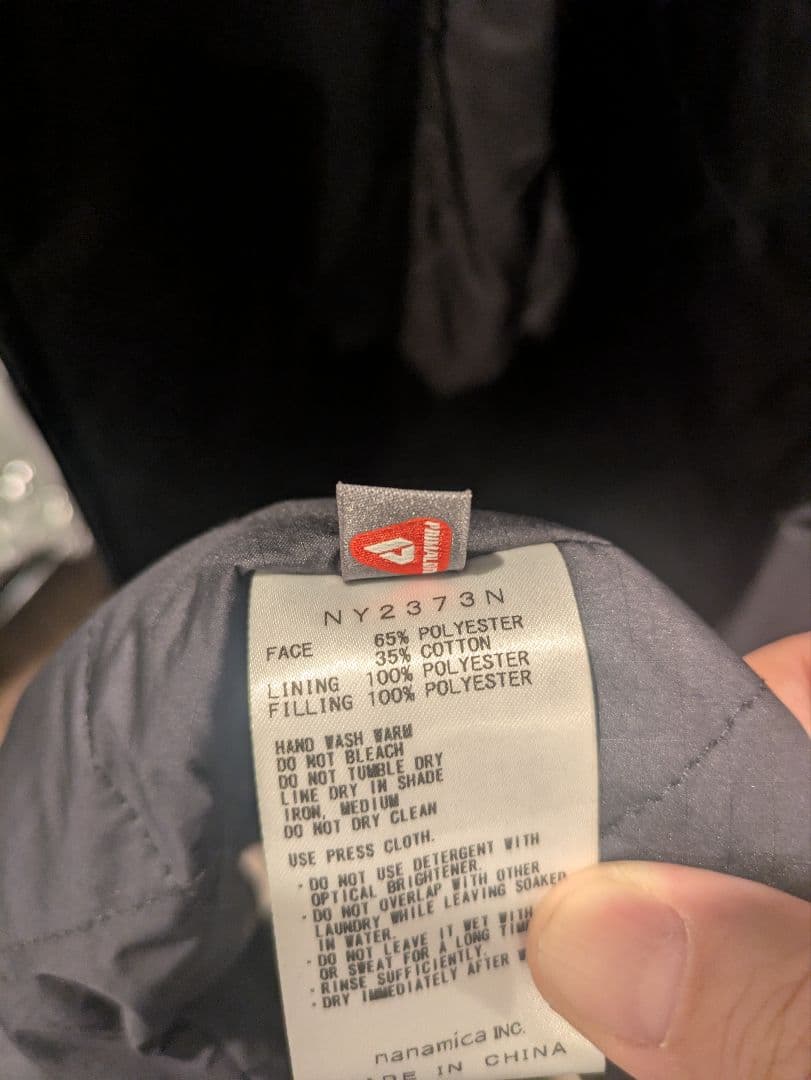 NY2373N
FACE 65% POLYESTER
35% COTTON
LINING 100% POLYESTER
FILLING 100% POLYESTER
HAND WASH WARM
DO NOT BLEACH
DO NOT TUMBLE DRY
LINE DRY IN SHADE
IRON, MEDIUM
DO NOT DRY CLEAN
USE PRESS CLOTH.
・DO NOT USE DETERGENT WITH
OPTICAL BRIGHTENER.
・DO NOT OVERLAP WITH OTHER
LAUNDRY WHILE LEAVING SOAKED
IN WATER.
・DO NOT LEAVE IT WET WITH
OR SWEAT FOR A LONG
・RINSE SUFFICIENTLY.
・DRY IMMEDIATELY AFTER
nanamica INC.
IN CHINA